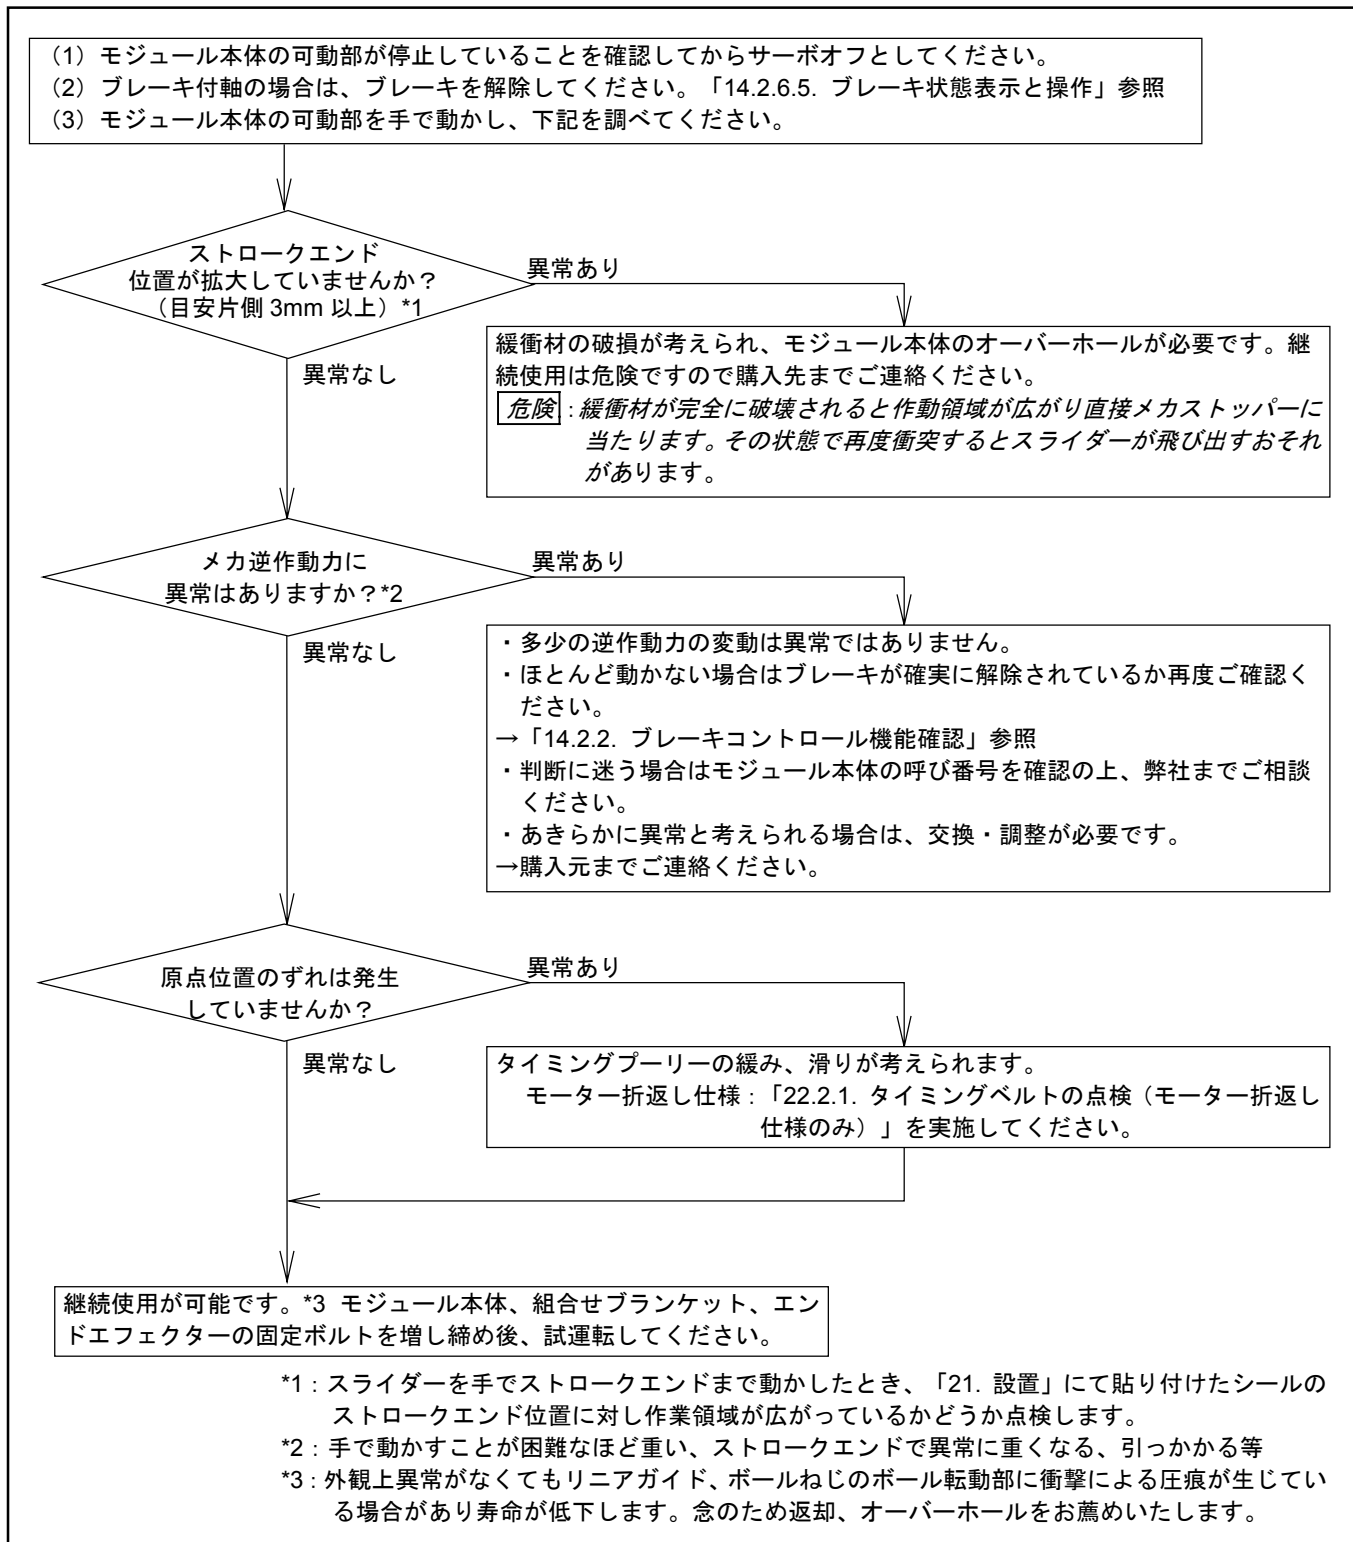 （1）モジュール本体の可動部が停止していることを確認してからサーボオフとしてください。
（2）ブレーキ付軸の場合は、ブレーキを解除してください。「14.2.6.5. ブレーキ状態表示と操作」参照
（3）モジュール本体の可動部を手で動かし、下記を調べてください。
ストロークエンド
位置が拡大していませんか？
（目安片側 3mm 以上）*1
異常あり
異常なし
緩衝材の破損が考えられ、モジュール本体のオーバーホールが必要です。継
続使用は危険ですので購入先までご連絡ください。
危険：緩衝材が完全に破壊されると作動領域が広がり直接メカストッパーに
当たります。その状態で再度衝突するとスライダーが飛び出すおそれ
があります。
メカ逆作動力に
異常はありますか？*2
異常あり
異常なし
・多少の逆作動力の変動は異常ではありません。
・ほとんど動かない場合はブレーキが確実に解除されているか再度ご確認く
ださい。
→「14.2.2. ブレーキコントロール機能確認」参照
・判断に迷う場合はモジュール本体の呼び番号を確認の上、弊社までご相談
ください。
・あきらかに異常と考えられる場合は、交換・調整が必要です。
→購入元までご連絡ください。
原点位置のずれは発生
していませんか？
異常あり
異常なし
タイミングプーリーの緩み、滑りが考えられます。
モーター折返し仕様：「22.2.1. タイミングベルトの点検（モーター折返し
仕様のみ）」を実施してください。
継続使用が可能です。*3 モジュール本体、組合せブランケット、エン
ドエフェクターの固定ボルトを増し締め後、試運転してください。
*1：スライダーを手でストロークエンドまで動かしたとき、「21. 設置」にて貼り付けたシールの
ストロークエンド位置に対し作業領域が広がっているかどうか点検します。
*2：手で動かすことが困難なほど重い、ストロークエンドで異常に重くなる、引っかかる等
*3：外観上異常がなくてもリニアガイド、ボールねじのボール転動部に衝撃による圧痕が生じてい
る場合があり寿命が低下します。念のため返却、オーバーホールをお薦めいたします。